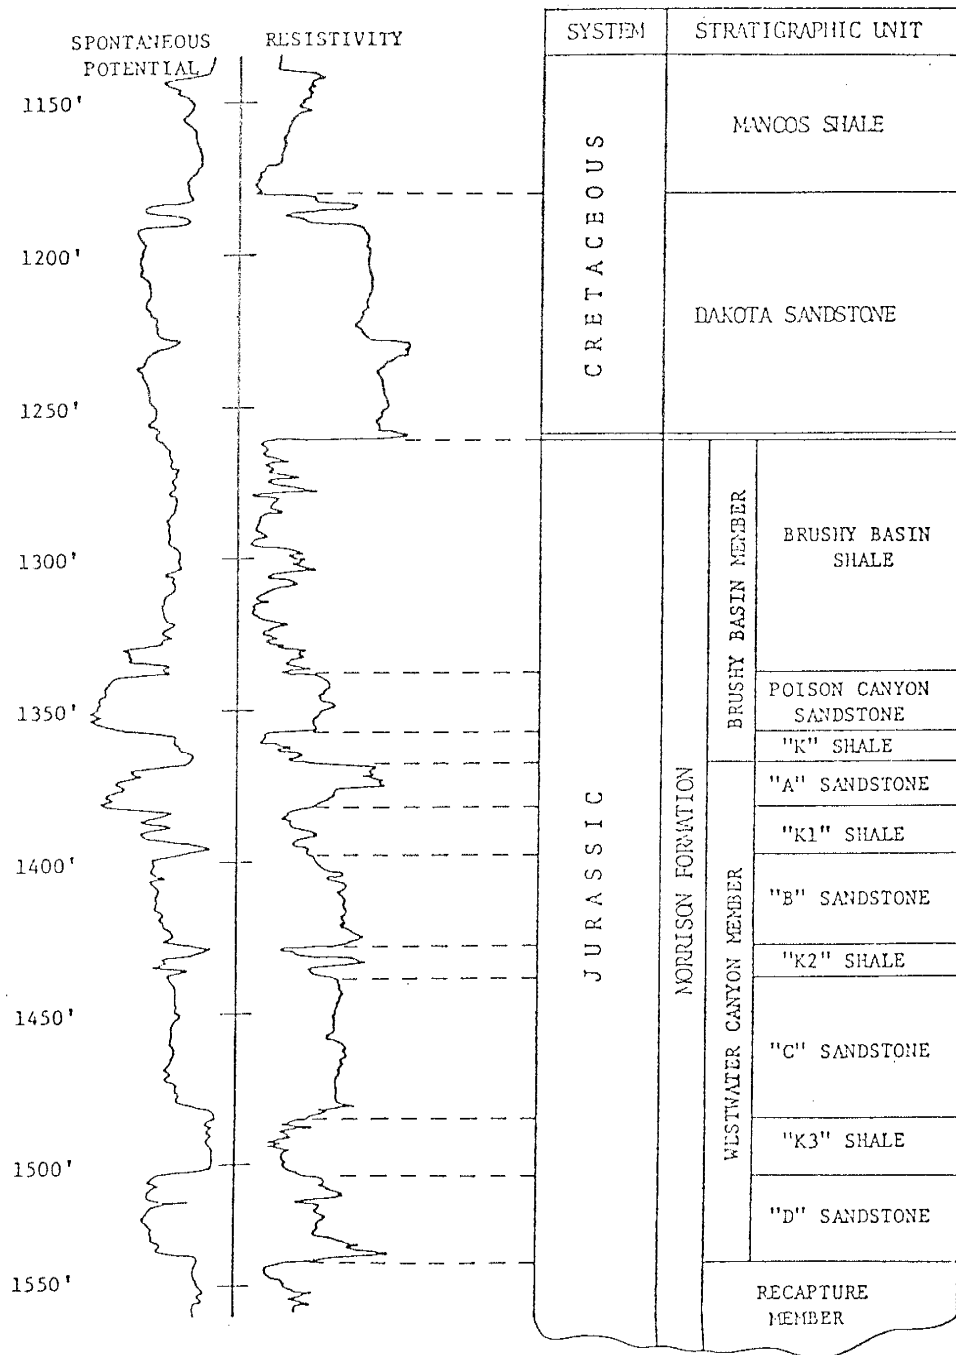 SPONTANEOUS
POTENTIAL
RESISTIVITY
SYSTEM
STRATIGRAPHIC UNIT
1150'
1200'
1250'
1300'
1350'
1400'
1450'
1500'
1550'
CRETACEOUS
MANCOS SHALE
DAKOTA SANDSTONE
JURASSIC
MORRISON FORMATION
BRUSHY BASIN MEMBER
BRUSHY BASIN
SHALE
POISON CANYON
SANDSTONE
"K" SHALE
WESTWATER CANYON MEMBER
"A" SANDSTONE
"K1" SHALE
"B" SANDSTONE
"K2" SHALE
"C" SANDSTONE
"K3" SHALE
"D" SANDSTONE
RECAPTURE
MEMBER